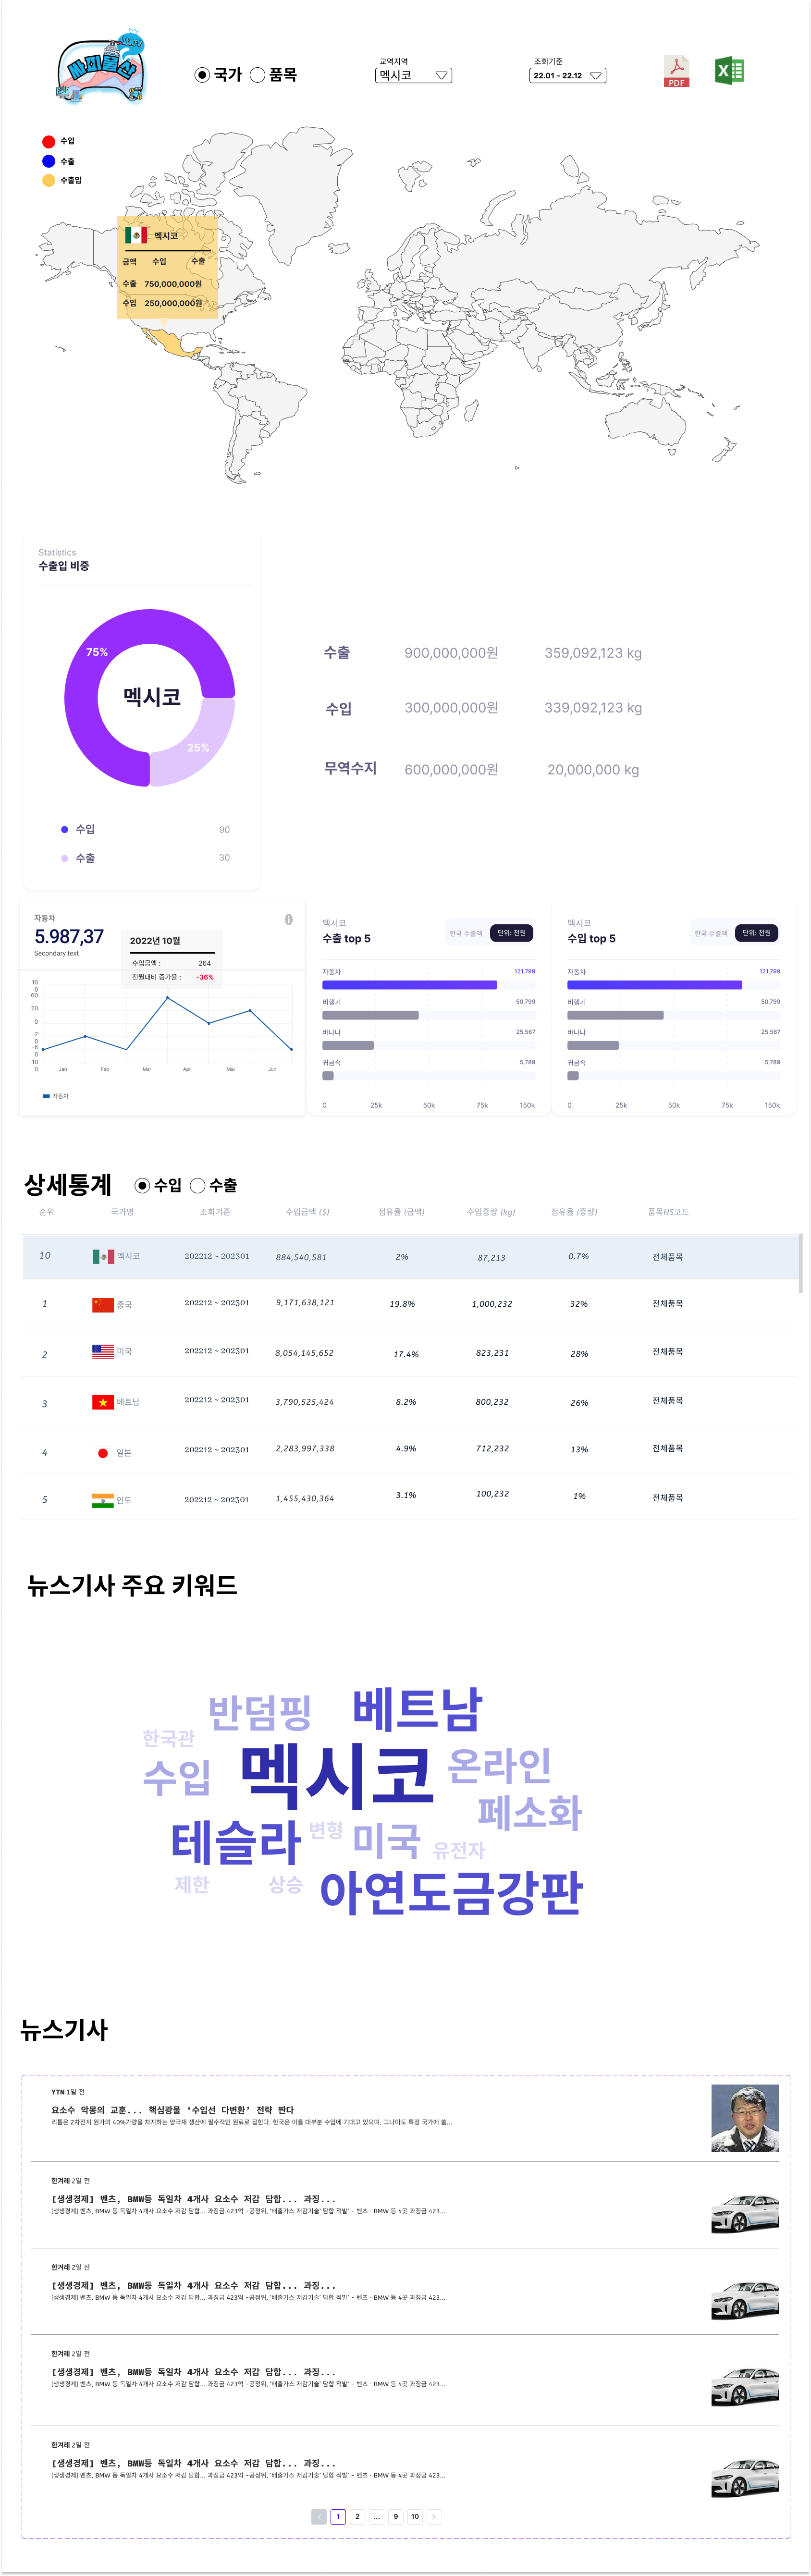 싸피물산
국가 품목
교역지역
멕시코
조회기준
22.01 ~ 22.12
PDF
X
수입
수출
수출입
멕시코
금액 수입 수출
수출 750,000,000원
수입 250,000,000원
Statistics
수출입 비중
75%
멕시코
25%
수입 90
수출 30
수출 900,000,000원 359,092,123 kg
수입 300,000,000원 339,092,123 kg
무역수지 600,000,000원 20,000,000 kg
자동차
5.987,37
Secondary text
2022년 10월
수입금액 : 264
전월대비 증가율 : -36%
100
60
20
0
-20
-60
-100
Jan Feb Mar Apr Mai Jun
자동차
멕시코
수출 top 5
한국 수출액 단위: 천원
자동차 121,799
비행기 50,799
바나나 25,567
귀금속 5,789
0 25k 50k 75k 150k
멕시코
수입 top 5
한국 수출액 단위: 천원
자동차 121,799
비행기 50,799
바나나 25,567
귀금속 5,789
0 25k 50k 75k 150k
상세통계 수입 수출
순위 국가명 조회기준 수입금액 ($) 점유율 (금액) 수입중량 (kg) 점유율 (중량) 품목HS코드
10 멕시코 202212 ~ 202301 884,540,581 2% 87,213 0.7% 전체품목
1 중국 202212 ~ 202301 9,171,638,121 19.8% 1,000,232 32% 전체품목
2 미국 202212 ~ 202301 8,054,145,652 17.4% 823,231 28% 전체품목
3 베트남 202212 ~ 202301 3,790,525,424 8.2% 800,232 26% 전체품목
4 일본 202212 ~ 202301 2,283,997,338 4.9% 712,232 13% 전체품목
5 인도 202212 ~ 202301 1,455,430,364 3.1% 100,232 1% 전체품목
뉴스기사 주요 키워드
반덤핑 베트남
한국관
수입 멕시코 온라인
페소화
테슬라 변형 미국 유전자
제한 상승 아연도금강판
뉴스기사
YTN 1일 전
요소수 악몽의 교훈... 핵심광물 '수입선 다변환' 전략 짠다
리튬은 2차전지 원가의 40%가량을 차지하는 양극재 생산에 필수적인 원료로 꼽힌다. 한국은 이를 대부분 수입에 기대고 있으며, 그나마도 특정 국가에 쏠...
한겨레 2일 전
[생생경제] 벤츠, BMW등 독일차 4개사 요소수 저감 담합... 과징...
[생생경제] 벤츠, BMW 등 독일차 4개사 요소수 저감 담합... 과징금 423억 -공정위, '배출가스 저감기술' 담합 적발' - 벤츠 · BMW 등 4곳 과징금 423...
한겨레 2일 전
[생생경제] 벤츠, BMW등 독일차 4개사 요소수 저감 담합... 과징...
[생생경제] 벤츠, BMW 등 독일차 4개사 요소수 저감 담합... 과징금 423억 -공정위, '배출가스 저감기술' 담합 적발' - 벤츠 · BMW 등 4곳 과징금 423...
한겨레 2일 전
[생생경제] 벤츠, BMW등 독일차 4개사 요소수 저감 담합... 과징...
[생생경제] 벤츠, BMW 등 독일차 4개사 요소수 저감 담합... 과징금 423억 -공정위, '배출가스 저감기술' 담합 적발' - 벤츠 · BMW 등 4곳 과징금 423...
한겨레 2일 전
[생생경제] 벤츠, BMW등 독일차 4개사 요소수 저감 담합... 과징...
[생생경제] 벤츠, BMW 등 독일차 4개사 요소수 저감 담합... 과징금 423억 -공정위, '배출가스 저감기술' 담합 적발' - 벤츠 · BMW 등 4곳 과징금 423...
< 1 2 ... 9 10 >